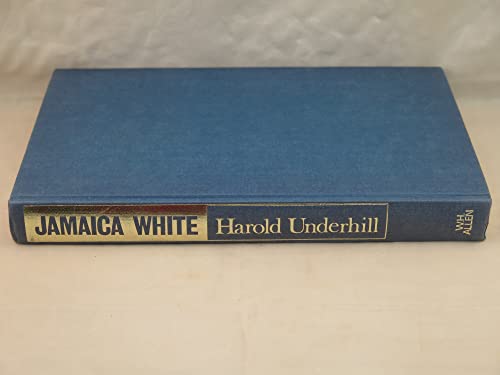 JAMAICA WHITE
Harold Underhill
W.H.
ALLEN